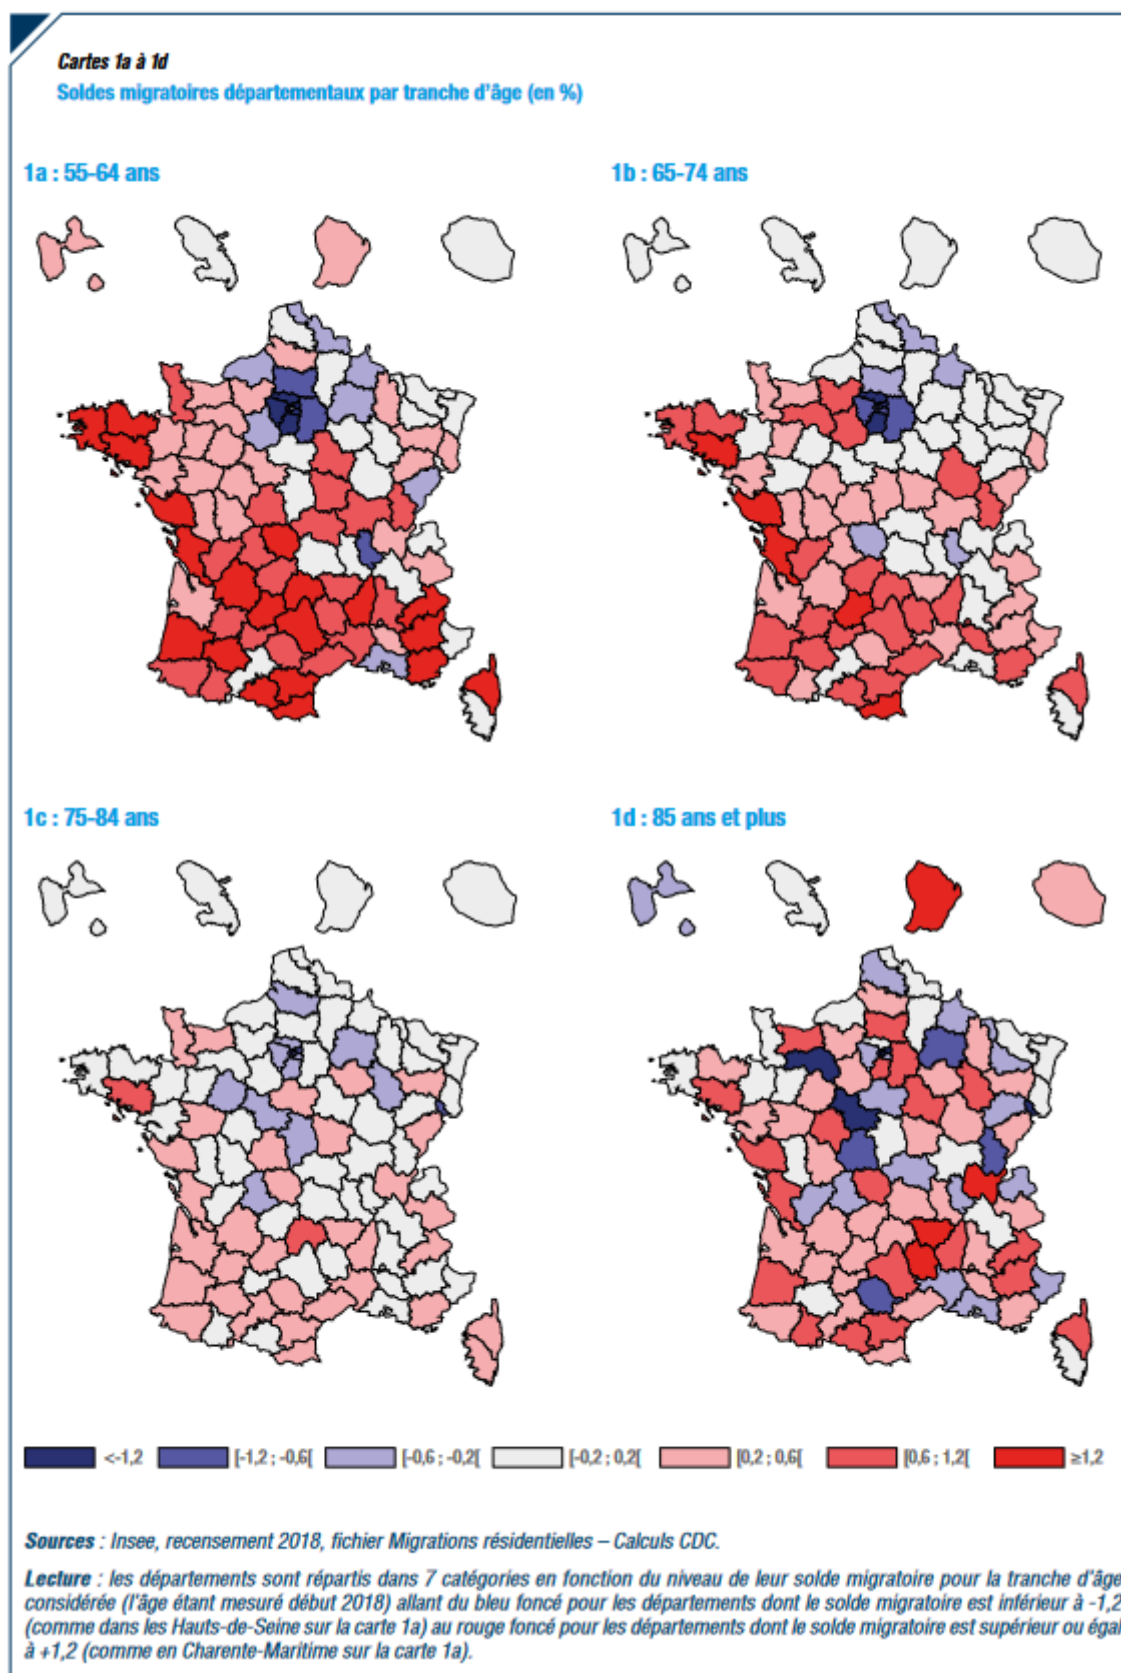 Cartes 1a à 1d
Soldes migratoires départementaux par tranche d'âge (en %)
1a : 55-64 ans
1b : 65-74 ans
1c : 75-84 ans
1d : 85 ans et plus
<-1,2
[-1,2 ; -0,6[
[-0,6 ; -0,2[
[-0,2 ; 0,2[
[0,2 ; 0,6[
[0,6 ; 1,2[
≥1,2
Sources : Insee, recensement 2018, fichier Migrations résidentielles – Calculs CDC.
Lecture : les départements sont répartis dans 7 catégories en fonction du niveau de leur solde migratoire pour la tranche d'âge
considérée (l'âge étant mesuré début 2018) allant du bleu foncé pour les départements dont le solde migratoire est inférieur à -1,2
(comme dans les Hauts-de-Seine sur la carte 1a) au rouge foncé pour les départements dont le solde migratoire est supérieur ou égal
à +1,2 (comme en Charente-Maritime sur la carte 1a).